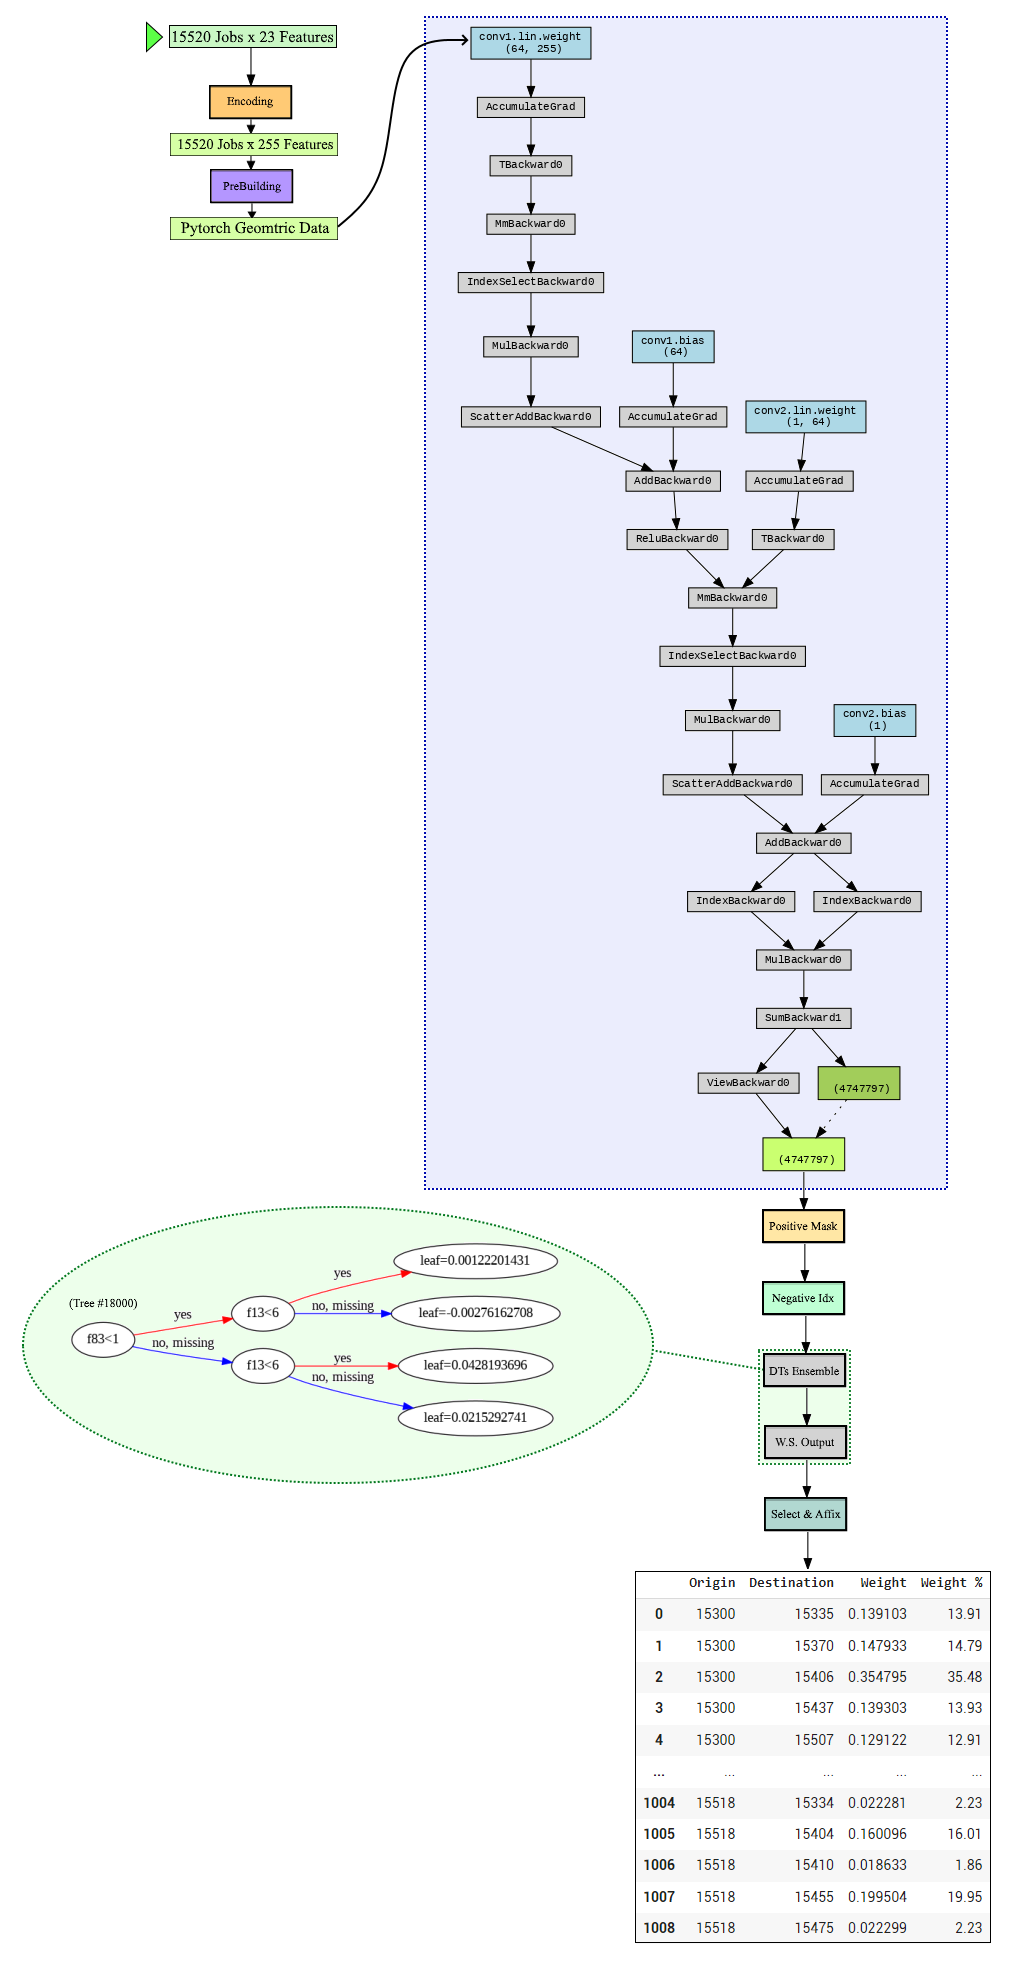 15520 Jobs x 23 Features
Encoding
15520 Jobs x 255 Features
PreBuilding
Pytorch Geomtric Data
conv1.lin.weight
(64, 255)
AccumulateGrad
TBackward0
MmBackward0
IndexSelectBackward0
MulBackward0
conv1.bias
(64)
ScatterAddBackward0
AccumulateGrad
conv2.lin.weight
(1, 64)
AddBackward0
AccumulateGrad
ReluBackward0
TBackward0
MmBackward0
IndexSelectBackward0
MulBackward0
conv2.bias
(1)
ScatterAddBackward0
AccumulateGrad
AddBackward0
IndexBackward0
IndexBackward0
MulBackward0
SumBackward1
ViewBackward0
(4747797)
(4747797)
Positive Mask
Negative Idx
DTs Ensemble
W.S. Output
Select & Affix
(Tree #18000)
f83<1
yes
no, missing
f13<6
f13<6
yes
no, missing
yes
no, missing
leaf=0.00122201431
leaf=-0.00276162708
leaf=0.0428193696
leaf=0.0215292741
Origin Destination Weight Weight %
0 15300 15335 0.139103 13.91
1 15300 15370 0.147933 14.79
2 15300 15406 0.354795 35.48
3 15300 15437 0.139303 13.93
4 15300 15507 0.129122 12.91
... ... ... ... ...
1004 15518 15334 0.022281 2.23
1005 15518 15404 0.160096 16.01
1006 15518 15410 0.018633 1.86
1007 15518 15455 0.199504 19.95
1008 15518 15475 0.022299 2.23